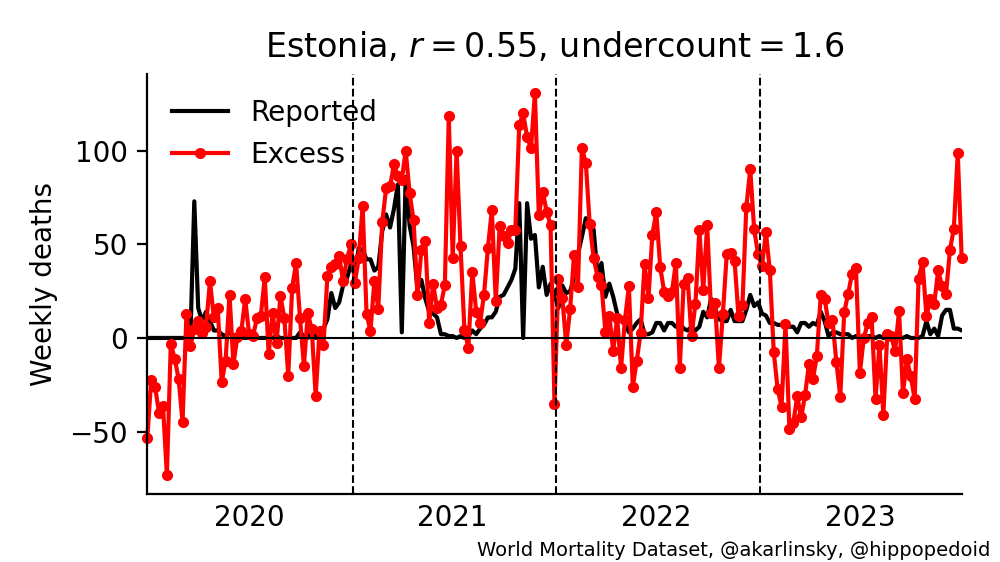 Estonia, r = 0.55, undercount = 1.6
Reported
Excess
Weekly deaths
100
50
0
−50
2020 2021 2022 2023
World Mortality Dataset, @akarlinsky, @hippopedoid